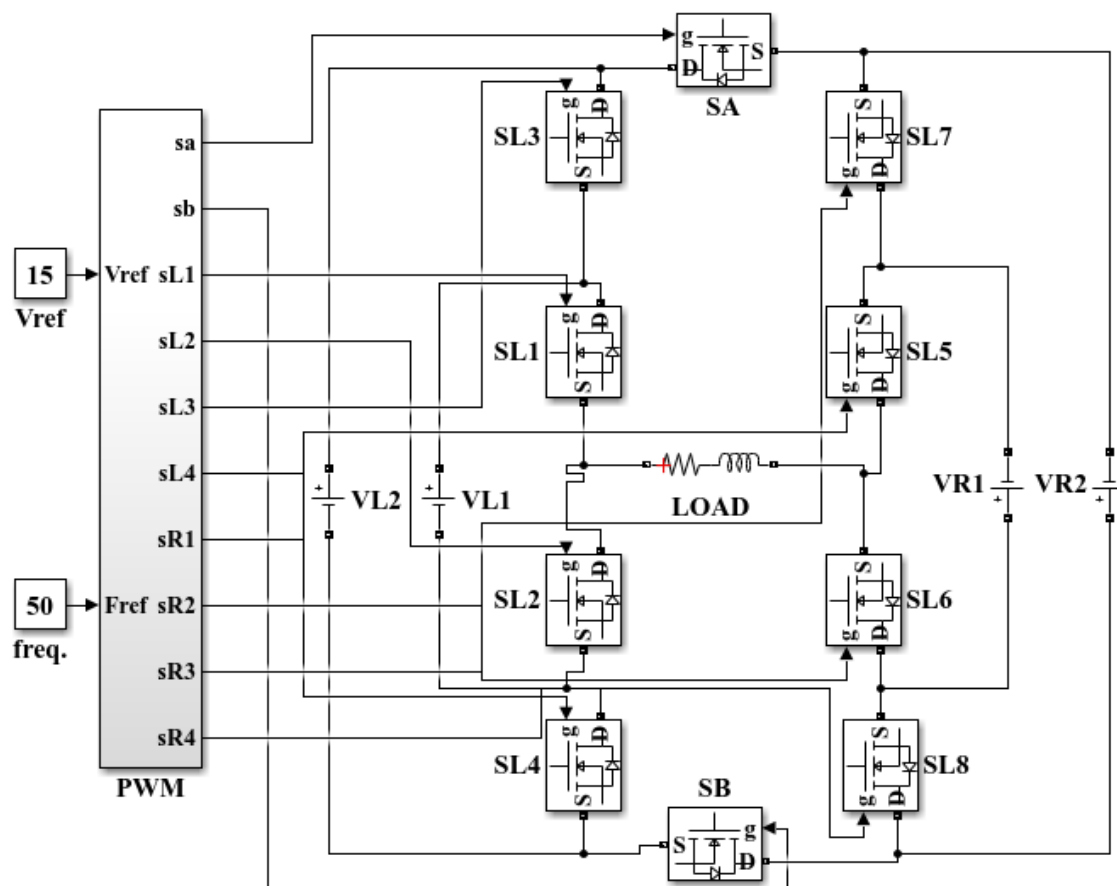 g
D
S
SA
g
D
S
SL3
S
g
D
SL7
sa
sb
15
Vref
Vref
sL1
g
D
S
SL1
S
g
D
SL5
sL2
sL3
LOAD
sL4
+
VL2
+
VL1
VR1
+
VR2
+
sR1
g
D
S
SL2
S
g
D
SL6
50
freq.
Fref
sR2
sR3
sR4
PWM
g
D
S
SL4
S
g
D
SL8
SB
S
g
D